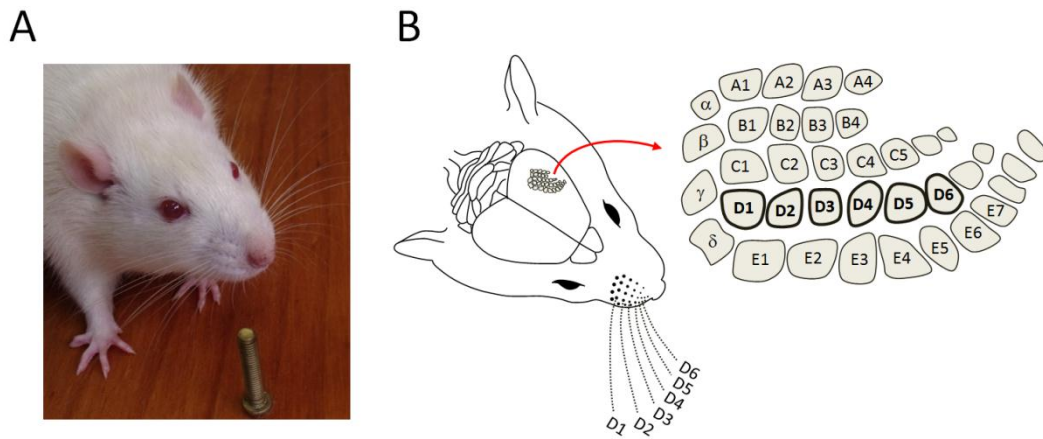 A
B
A1 A2 A3 A4
α
B1 B2 B3 B4
β
C1 C2 C3 C4 C5
γ
D1 D2 D3 D4 D5 D6
δ
E1 E2 E3 E4 E5 E6 E7
D6
D5
D4
D3
D2
D1